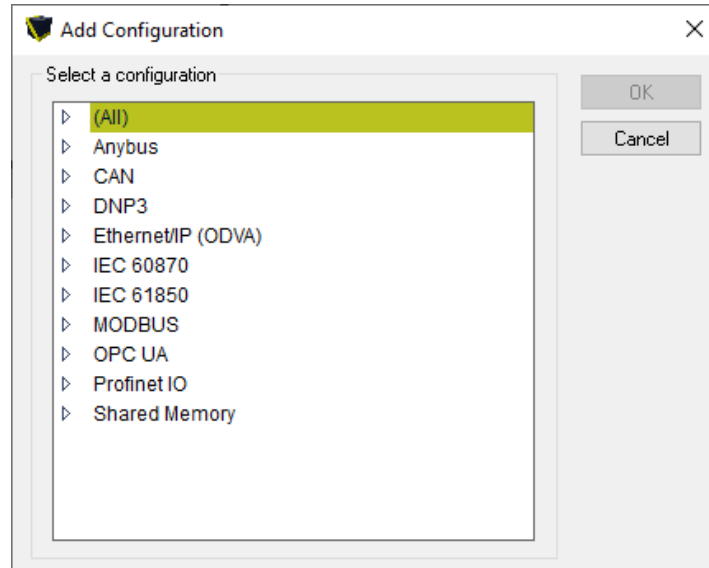 Add Configuration
Select a configuration
(All)
Anybus
CAN
DNP3
Ethernet/IP (ODVA)
IEC 60870
IEC 61850
MODBUS
OPC UA
Profinet IO
Shared Memory
OK
Cancel